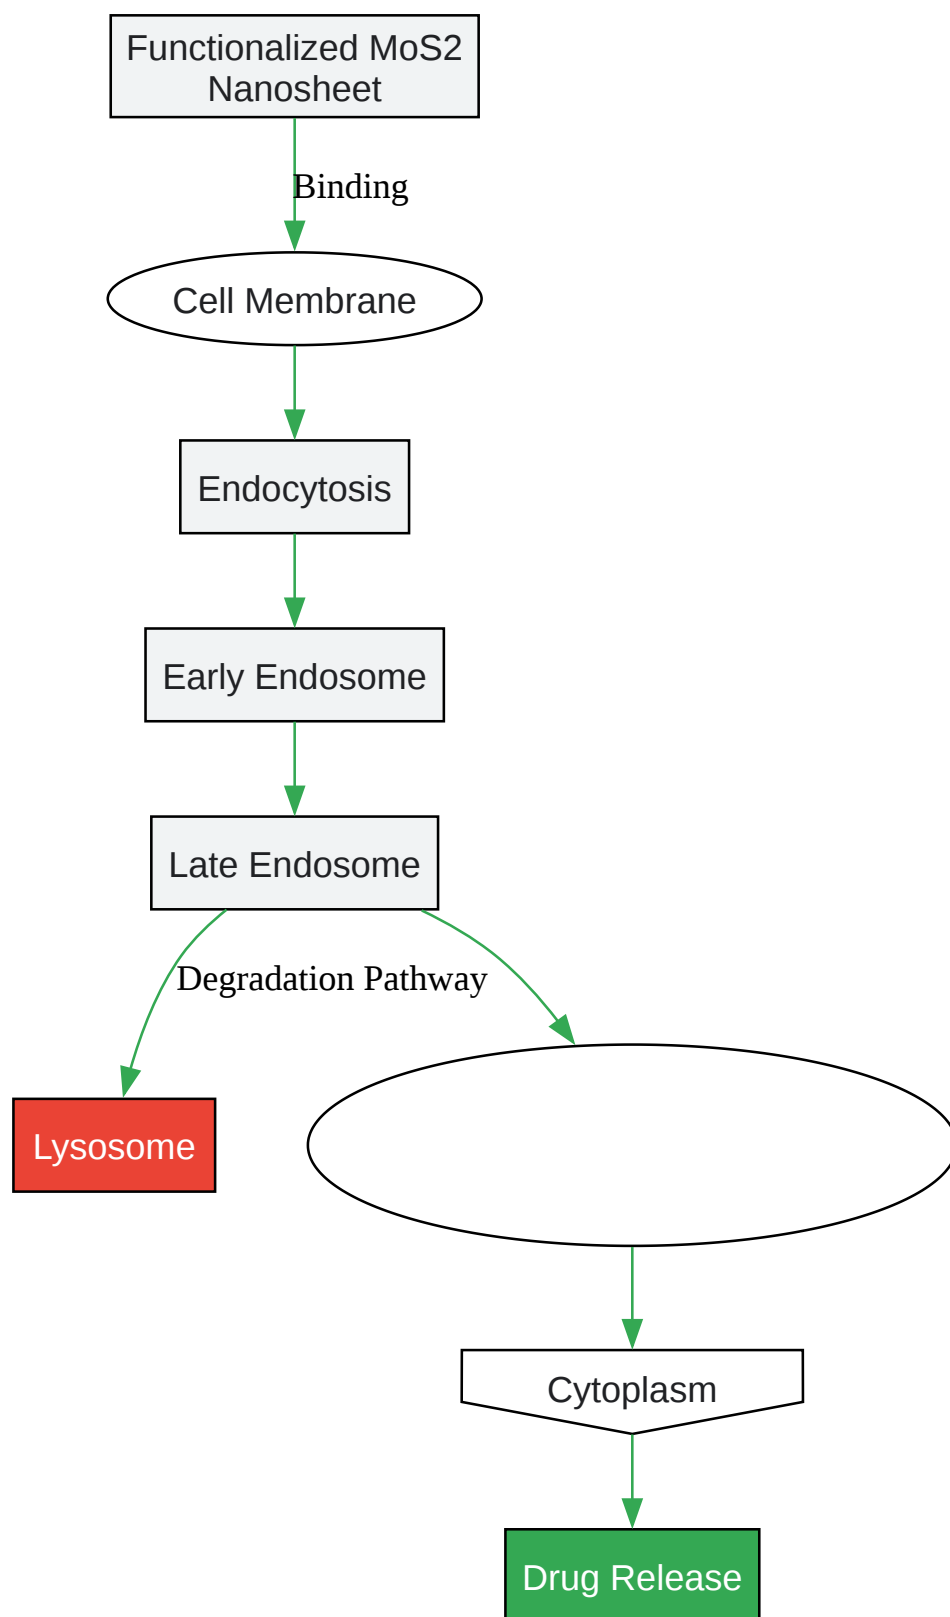 Functionalized MoS2
Nanosheet
Binding
Cell Membrane
Endocytosis
Early Endosome
Late Endosome
Degradation Pathway
Lysosome
Cytoplasm
Drug Release